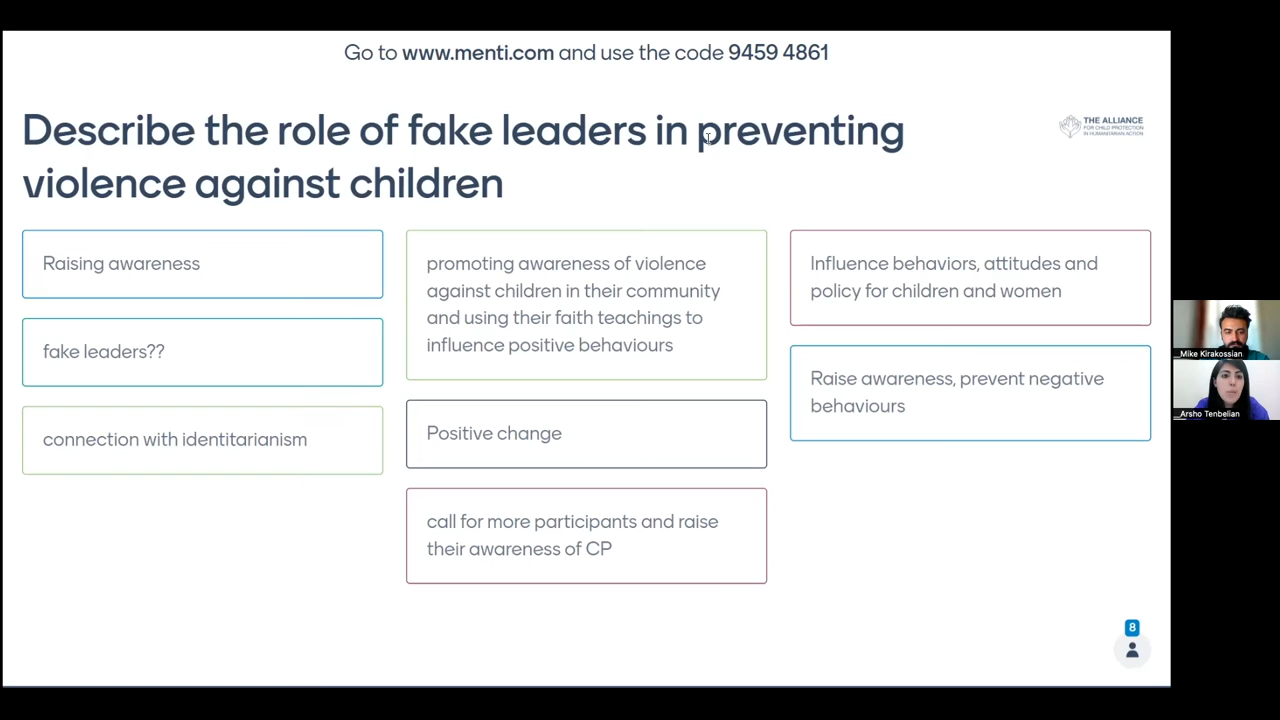 Go to www.menti.com and use the code 9459 4861
Describe the role of fake leaders in preventing
violence against children
THE ALLIANCE
FOR CHILD PROTECTION
IN HUMANITARIAN ACTION
Raising awareness
fake leaders??
connection with identitarianism
promoting awareness of violence
against children in their community
and using their faith teachings to
influence positive behaviours
Positive change
call for more participants and raise
their awareness of CP
Influence behaviors, attitudes and
policy for children and women
Raise awareness, prevent negative
behaviours
8
_Mike Kirakossian
_Arsho Tenbelian